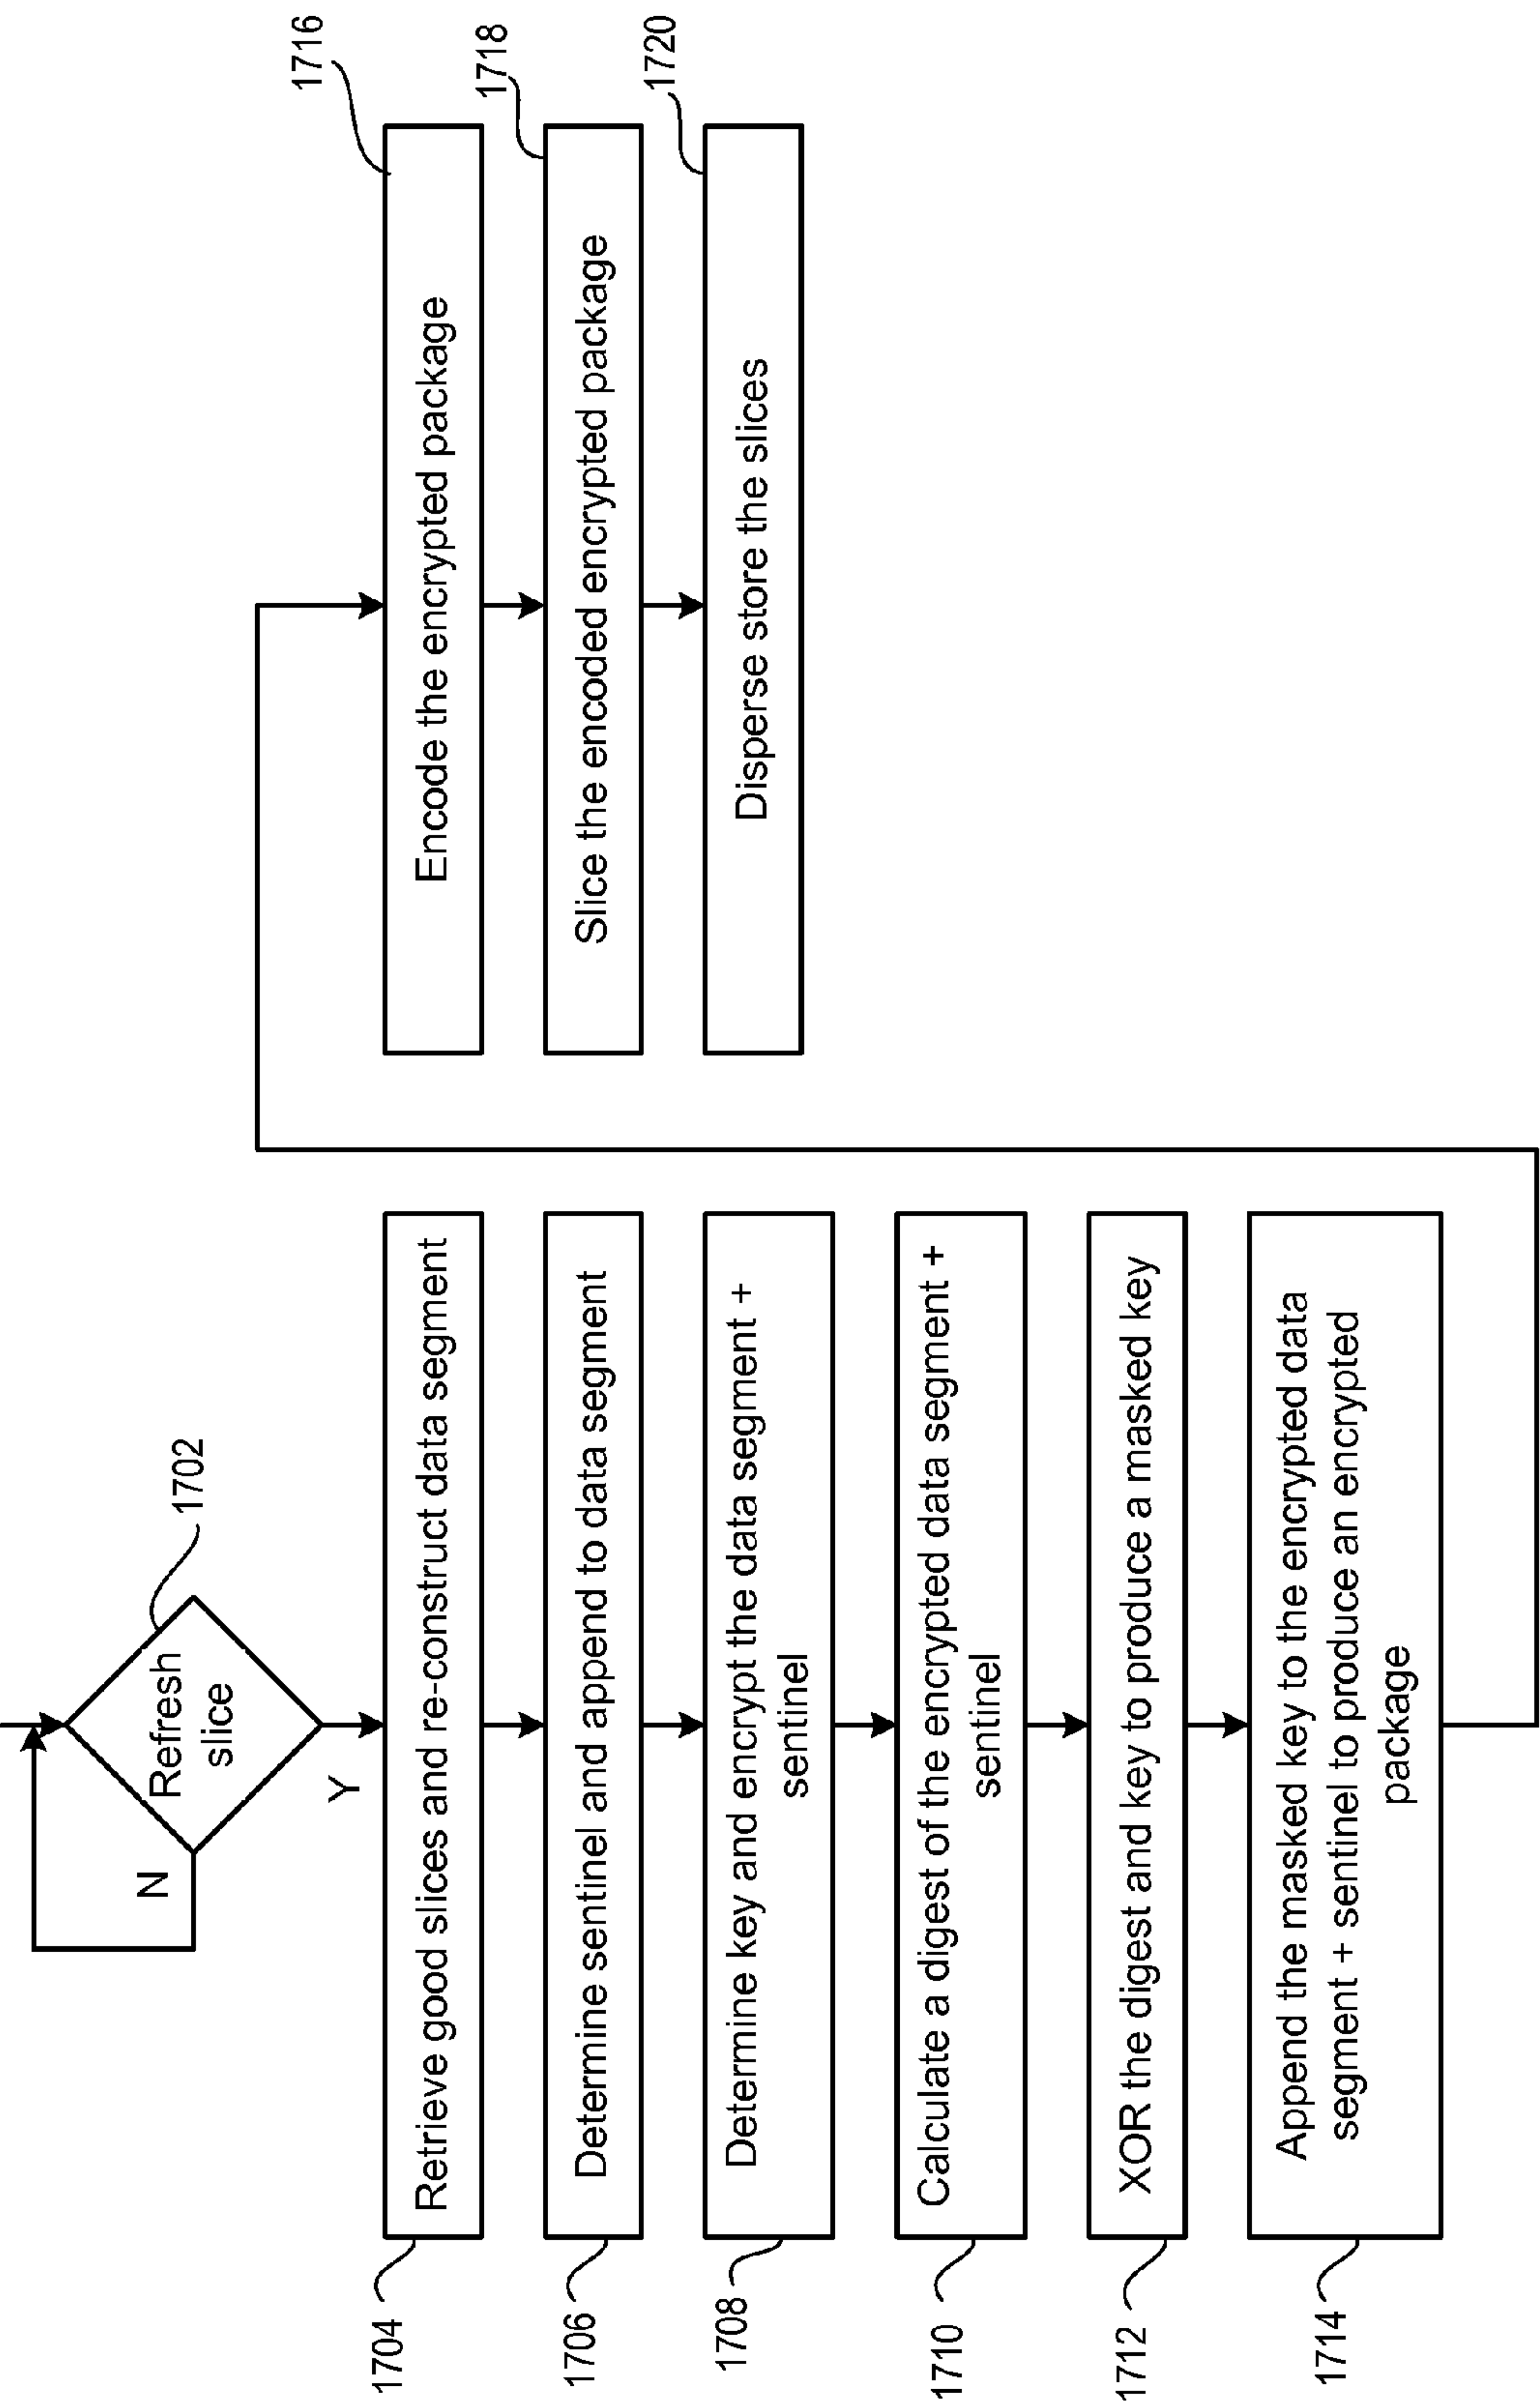 1702
Refresh
slice
N
Y
1704
Retrieve good slices and re-construct data segment
1706
Determine sentinel and append to data segment
1708
Determine key and encrypt the data segment +
sentinel
1710
Calculate a digest of the encrypted data segment +
sentinel
1712
XOR the digest and key to produce a masked key
1714
Append the masked key to the encrypted data
segment + sentinel to produce an encrypted
package
1716
Encode the encrypted package
1718
Slice the encoded encrypted package
1720
Disperse store the slices